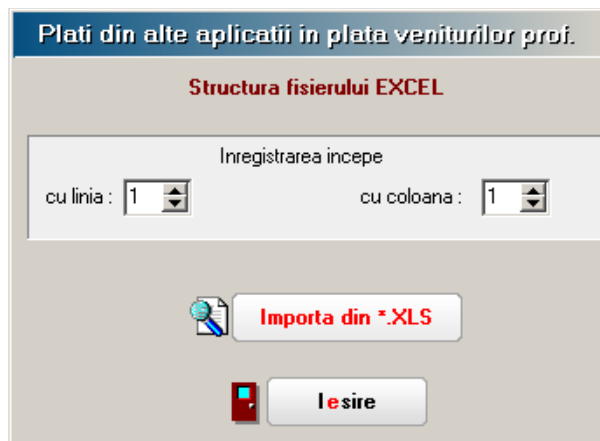 Plati din alte aplicatii in plata veniturilor prof.
Structura fisierului EXCEL
Inregistrarea incepe
cu linia : 1 cu coloana : 1
Importa din *.XLS
Iesire